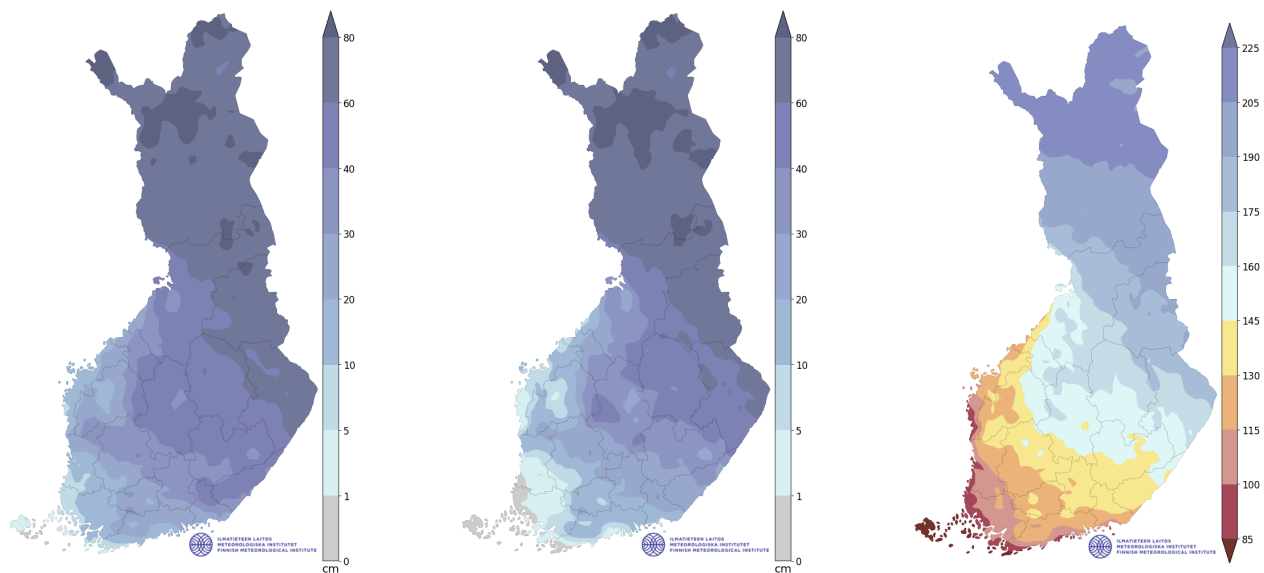 80
60
40
30
20
10
5
1
0
cm
ILMATIETEEN LAITOS
METEOROLOGISKA INSTITUTET
FINNISH METEOROLOGICAL INSTITUTE
80
60
40
30
20
10
5
1
0
cm
ILMATIETEEN LAITOS
METEOROLOGISKA INSTITUTET
FINNISH METEOROLOGICAL INSTITUTE
225
205
190
175
160
145
130
115
100
85
ILMATIETEEN LAITOS
METEOROLOGISKA INSTITUTET
FINNISH METEOROLOGICAL INSTITUTE